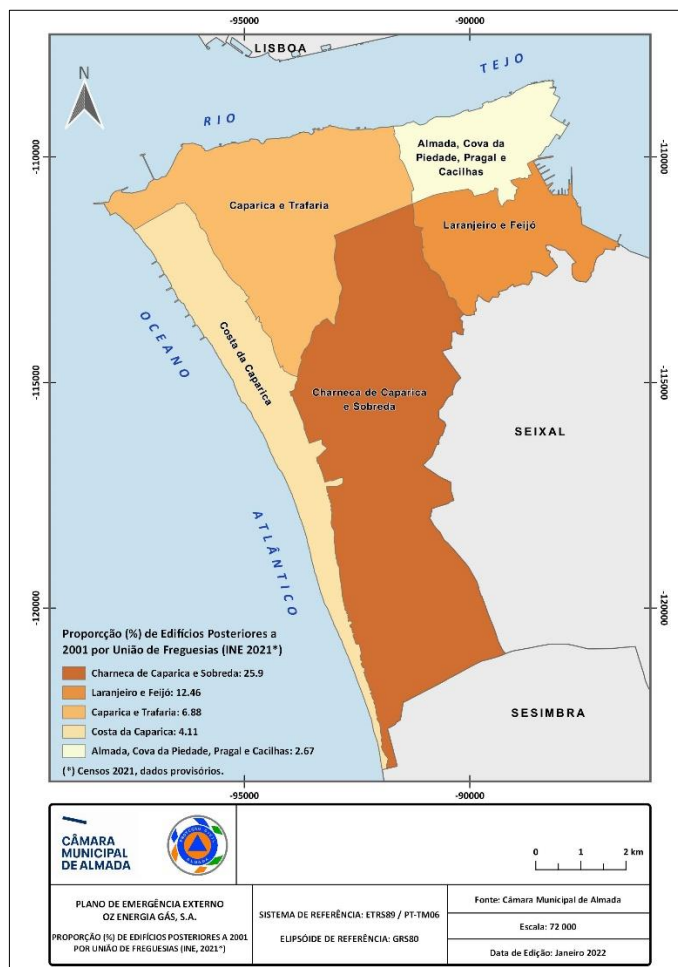 -95000
-90000
LISBOA
N
TEJO
RIO
-110000
-110000
Almada, Cova da
Piedade, Pragal e
Cacilhas
Caparica e Trafaria
Laranjeiro e Feijó
OCEANO
Costa da Caparica
-115000
-115000
Charneca de Caparica
e Sobreda
SEIXAL
ATLÂNTICO
-120000
-120000
Proporcção (%) de Edifícios Posteriores a
2001 por União de Freguesias (INE 2021*)
Charneca de Caparica e Sobreda: 25.9
Laranjeiro e Feijó: 12.46
Caparica e Trafaria: 6.88
Costa da Caparica: 4.11
Almada, Cova da Piedade, Pragal e Cacilhas: 2.67
(*) Censos 2021, dados provisórios.
SESIMBRA
-95000
-90000
CÂMARA
MUNICIPAL
DE ALMADA
PROTEÇÃO CIVIL
ALMADA
0 1 2 km
PLANO DE EMERGÊNCIA EXTERNO
OZ ENERGIA GÁS, S.A.
PROPORÇÃO (%) DE EDIFÍCIOS POSTERIORES A 2001
POR UNIÃO DE FREGUESIAS (INE, 2021*)
SISTEMA DE REFERÊNCIA: ETRS89 / PT-TM06
ELIPSÓIDE DE REFERÊNCIA: GRS80
Fonte: Câmara Municipal de Almada
Escala: 72 000
Data de Edição: Janeiro 2022